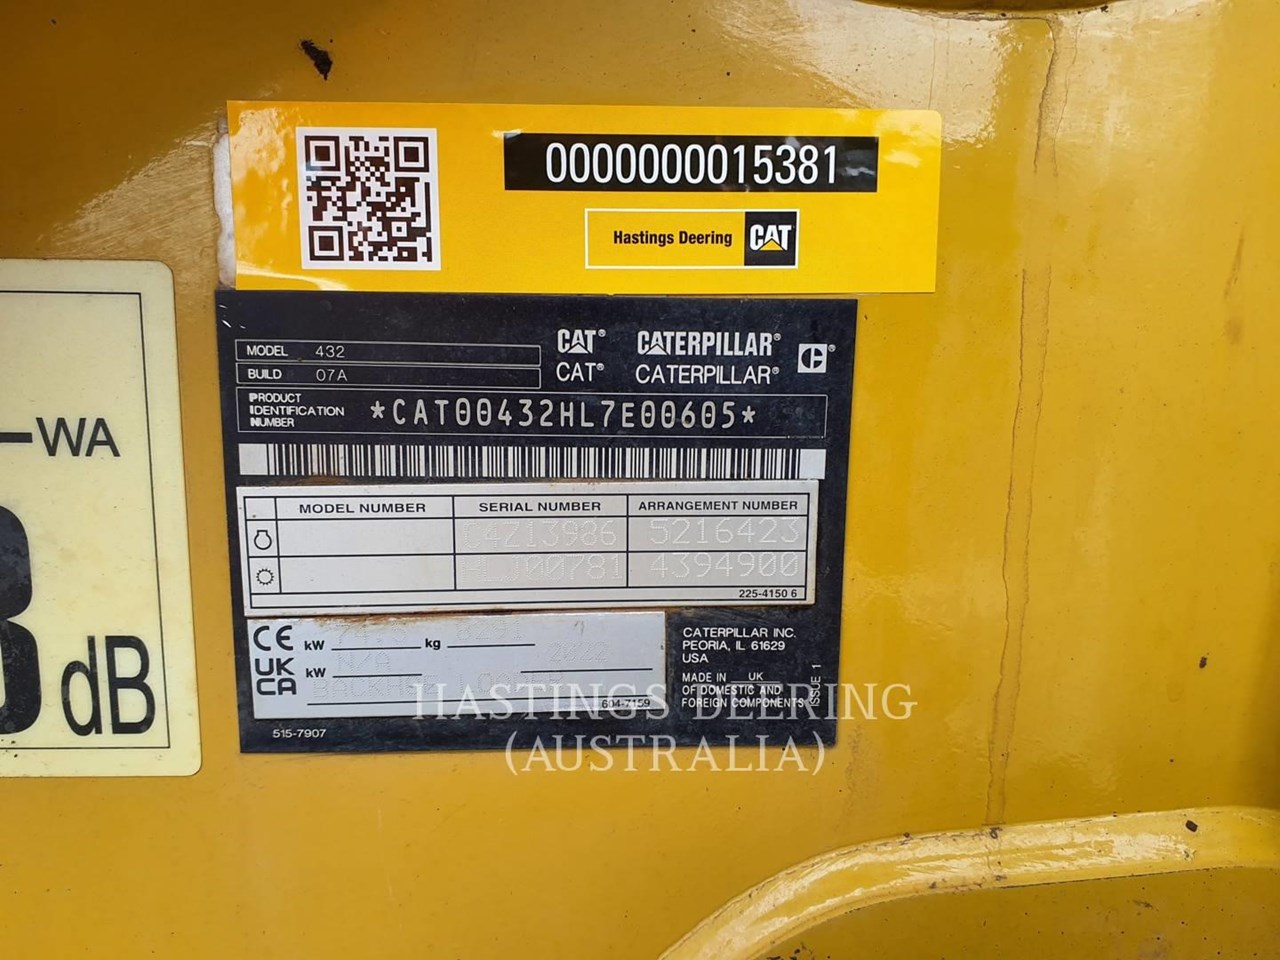 0000000015381
Hastings Deering CAT
-WA
dB
MODEL 432
BUILD 07A
CAT® CATERPILLAR®
CAT® CATERPILLAR®
PRODUCT
IDENTIFICATION
NUMBER
*CAT00432HL7E00605*
MODEL NUMBER SERIAL NUMBER ARRANGEMENT NUMBER
C4Z13986 5216423
4394900
225-4150 6
CE kW kg
UK
CA
kW N/A
BACKHOE LOADER
604-7159
CATERPILLAR INC.
PEORIA, IL 61629
USA
MADE IN UK
OF DOMESTIC AND
FOREIGN COMPONENTS
ISSUE 1
515-7907
HASTINGS DEERING
(AUSTRALIA)